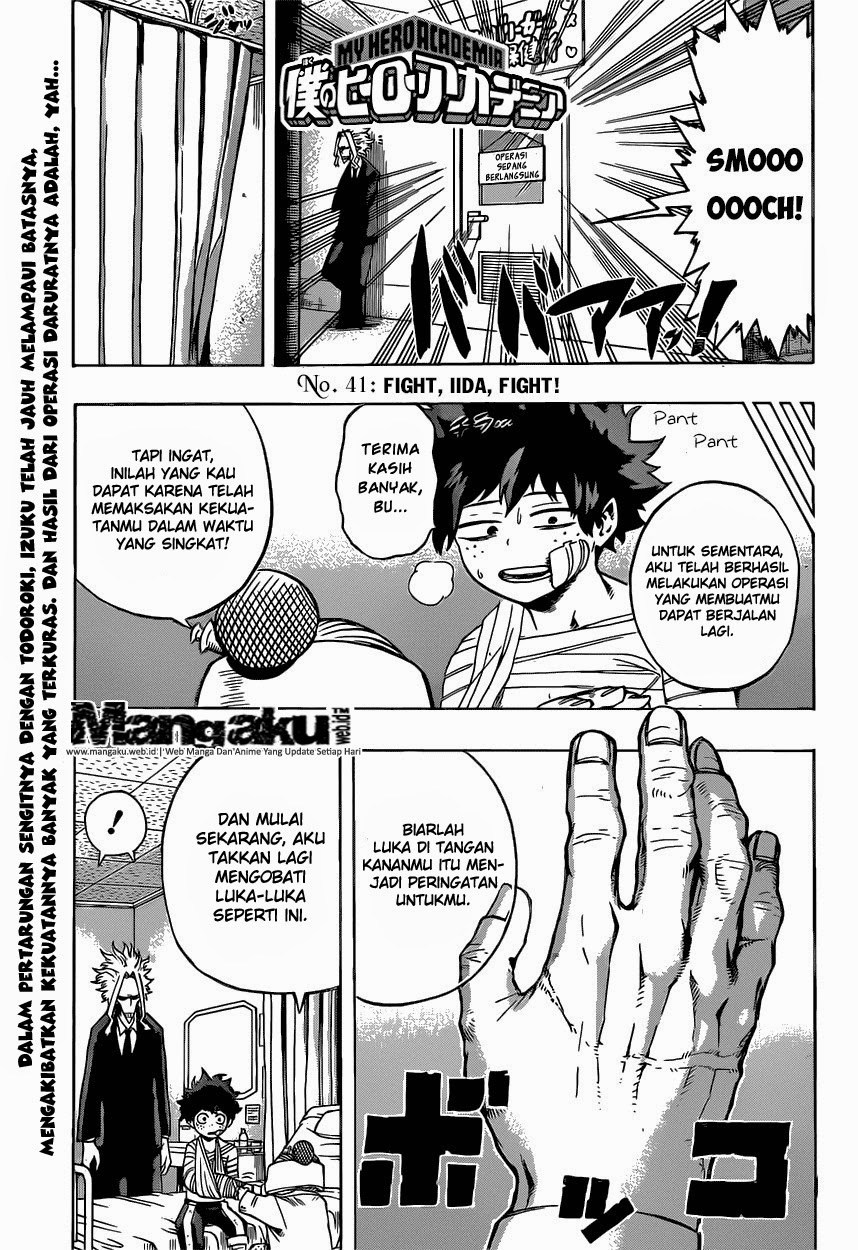 DALAM PERTARUNGAN SENGITNYA DENGAN TODOROKI, IZUKU TELAH JAUH MELAMPAUI BATASNYA,
MENGAKIBATKAN KEKUATANNYA BANYAK YANG TERKURAS. DAN HASIL DARI OPERASI DARURATNYA ADALAH, YAH...
MY HERO ACADEMIA
僕のヒーローアカデミア
OPERASI
SEDANG
BERLANGSUNG
SMOOO
OOOCH!
No. 41: FIGHT, IIDA, FIGHT!
Pant
Pant
UNTUK SEMENTARA,
AKU TELAH BERHASIL
MELAKUKAN OPERASI
YANG MEMBUATMU
DAPAT BERJALAN
LAGI.
TERIMA
KASIH
BANYAK,
BU...
TAPI INGAT,
INILAH YANG KAU
DAPAT KARENA TELAH
MEMAKSAKAN KEKUA-
TANMU DALAM WAKTU
YANG SINGKAT!
Mangaku
web.id
www.mangaku.web.id | Web Manga Dan Anime Yang Update Setiap Hari
BIARLAH
LUKA DI TANGAN
KANANMU ITU MEN-
JADI PERINGATAN
UNTUKMU.
ボッコ
DAN MULAI
SEKARANG, AKU
TAKKAN LAGI
MENGOBATI
LUKA-LUKA
SEPERTI INI.
!